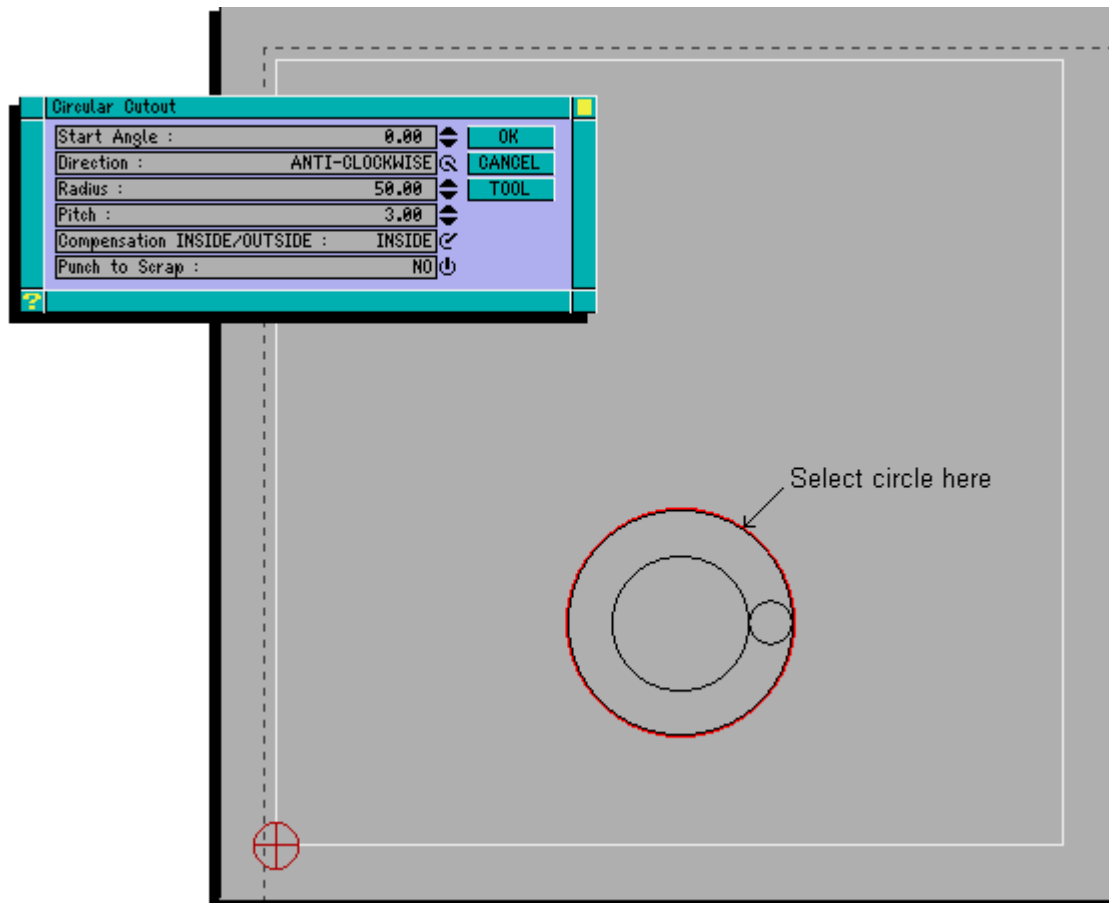 Circular Cutout
Start Angle : 0.00 OK
Direction : ANTI-CLOCKWISE CANCEL
Radius : 50.00 TOOL
Pitch : 3.00
Compensation INSIDE/OUTSIDE : INSIDE
Punch to Scrap : NO
?
Select circle here